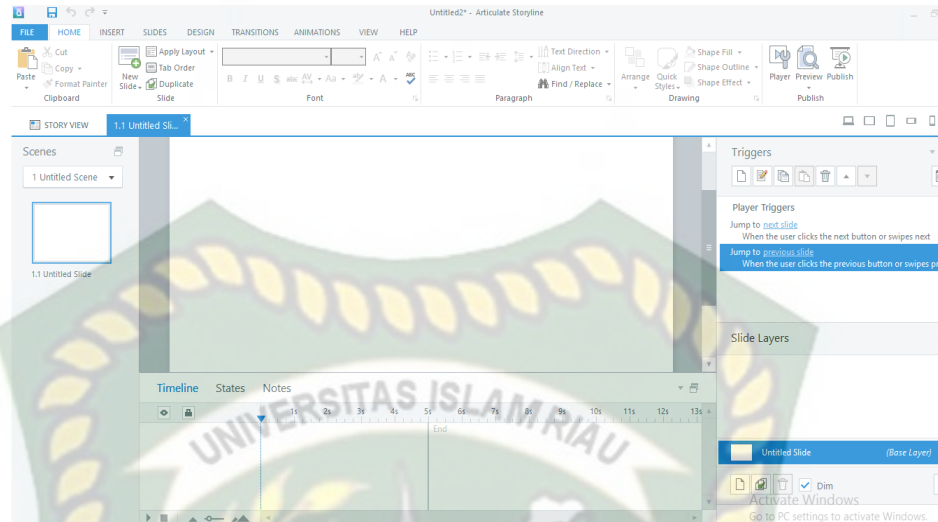 Untitled2* - Articulate Storyline
FILE HOME INSERT SLIDES DESIGN TRANSITIONS ANIMATIONS VIEW HELP
Cut
Copy
Format Painter
Paste
Clipboard
New Slide
Apply Layout
Tab Order
Duplicate
Slide
B I U S abc AV Aa A ABC
Font
Text Direction
Align Text
Find / Replace
Paragraph
Arrange
Quick Styles
Shape Fill
Shape Outline
Shape Effect
Drawing
Player Preview Publish
Publish
STORY VIEW
1.1 Untitled Sli...
Scenes
1 Untitled Scene
1.1 Untitled Slide
Triggers
Player Triggers
Jump to next slide
When the user clicks the next button or swipes next
Jump to previous slide
When the user clicks the previous button or swipes pr
Slide Layers
Timeline States Notes
1s 2s 3s 4s 5s 6s 7s 8s 9s 10s 11s 12s 13s
End
UNIVERSITAS ISLAM RIAU
Untitled Slide (Base Layer)
Dim
Activate Windows
Go to PC settings to activate Windows.